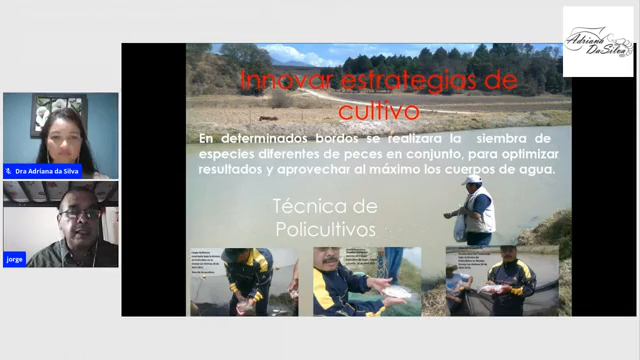 Adriana
DaSilva
Innovar estrategias de
cultivo
En determinados bordos se realizara la siembra de
especies diferentes de peces en conjunto, para optimizar
resultados y aprovechar al máximo los cuerpos de agua.
Técnica de
Policultivos
Dra Adriana da Silva
jorge